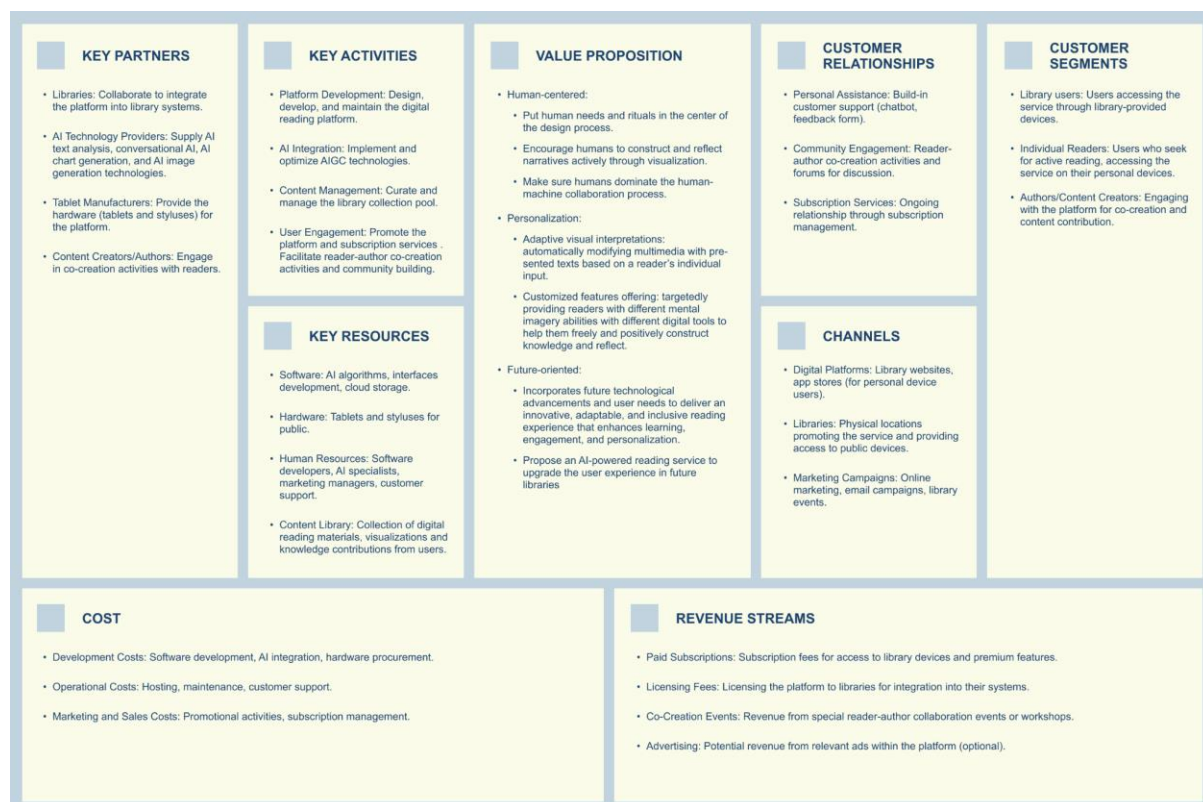 KEY PARTNERS
• Libraries: Collaborate to integrate
the platform into library systems.
• AI Technology Providers: Supply AI
text analysis, conversational AI, AI
chart generation, and AI image
generation technologies.
• Tablet Manufacturers: Provide the
hardware (tablets and styluses) for
the platform.
• Content Creators/Authors: Engage
in co-creation activities with readers.
KEY ACTIVITIES
• Platform Development: Design,
develop, and maintain the digital
reading platform.
• AI Integration: Implement and
optimize AIGC technologies.
• Content Management: Curate and
manage the library collection pool.
• User Engagement: Promote the
platform and subscription services .
Facilitate reader-author co-creation
activities and community building.
KEY RESOURCES
• Software: AI algorithms, interfaces
development, cloud storage.
• Hardware: Tablets and styluses for
public.
• Human Resources: Software
developers, AI specialists,
marketing managers, customer
support.
• Content Library: Collection of digital
reading materials, visualizations and
knowledge contributions from users.
VALUE PROPOSITION
• Human-centered:
• Put human needs and rituals in the center of
the design process.
• Encourage humans to construct and reflect
narratives actively through visualization.
• Make sure humans dominate the human-
machine collaboration process.
• Personalization:
• Adaptive visual interpretations:
automatically modifying multimedia with pre-
sented texts based on a reader's individual
input.
• Customized features offering: targetedly
providing readers with different mental
imagery abilities with different digital tools to
help them freely and positively construct
knowledge and reflect.
• Future-oriented:
• Incorporates future technological
advancements and user needs to deliver an
innovative, adaptable, and inclusive reading
experience that enhances learning,
engagement, and personalization.
• Propose an AI-powered reading service to
upgrade the user experience in future
libraries
CUSTOMER
RELATIONSHIPS
• Personal Assistance: Build-in
customer support (chatbot,
feedback form).
• Community Engagement: Reader-
author co-creation activities and
forums for discussion.
• Subscription Services: Ongoing
relationship through subscription
management.
CHANNELS
• Digital Platforms: Library websites,
app stores (for personal device
users).
• Libraries: Physical locations
promoting the service and providing
access to public devices.
• Marketing Campaigns: Online
marketing, email campaigns, library
events.
CUSTOMER
SEGMENTS
• Library users: Users accessing the
service through library-provided
devices.
• Individual Readers: Users who seek
for active reading, accessing the
service on their personal devices.
• Authors/Content Creators: Engaging
with the platform for co-creation and
content contribution.
COST
• Development Costs: Software development, AI integration, hardware procurement.
• Operational Costs: Hosting, maintenance, customer support.
• Marketing and Sales Costs: Promotional activities, subscription management.
REVENUE STREAMS
• Paid Subscriptions: Subscription fees for access to library devices and premium features.
• Licensing Fees: Licensing the platform to libraries for integration into their systems.
• Co-Creation Events: Revenue from special reader-author collaboration events or workshops.
• Advertising: Potential revenue from relevant ads within the platform (optional).